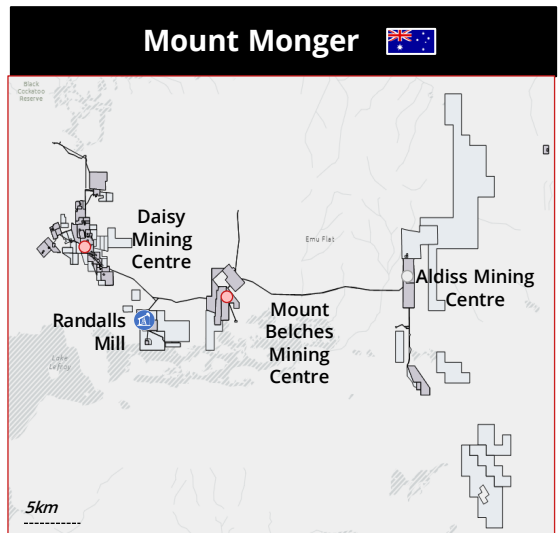 Mount Monger
Black
Cockatoo
Reserve
Daisy
Mining
Centre
Emu Flat
Aldiss Mining
Centre
Randalls
Mill
Mount
Belches
Mining
Centre
Lake
Lefroy
5km